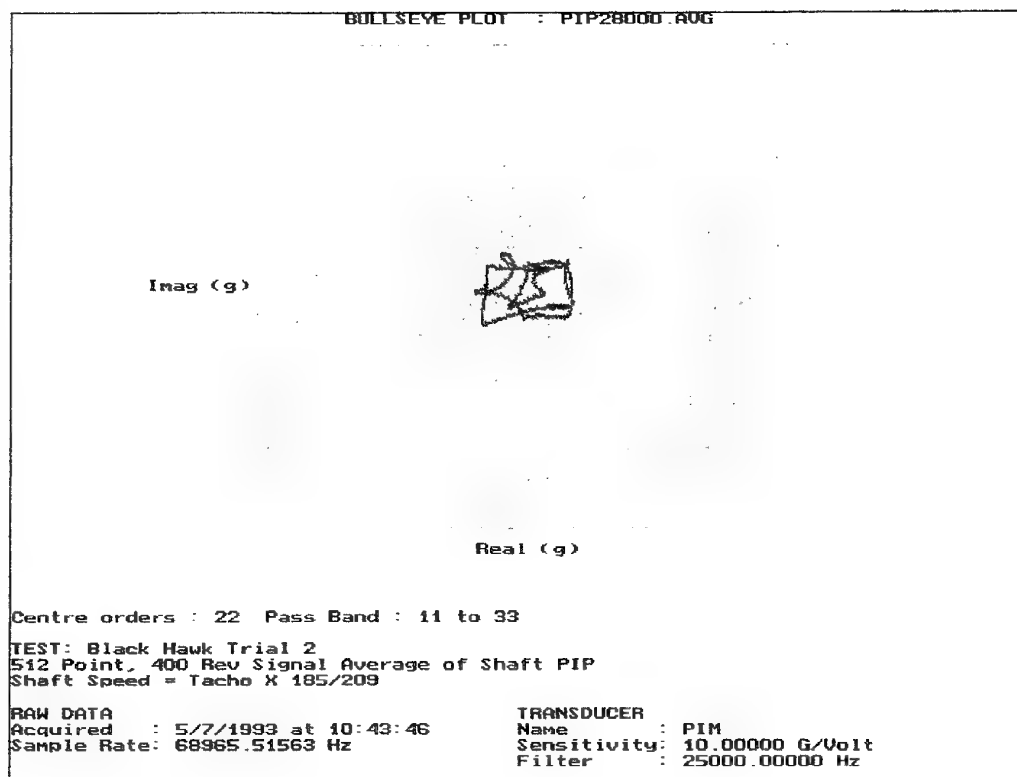 BULLSEYE PLOT : PIP28000.AVG
Imag (g)
Real (g)
Centre orders : 22 Pass Band : 11 to 33
TEST: Black Hawk Trial 2
512 Point, 400 Rev Signal Average of Shaft PIP
Shaft Speed = Tacho X 185/209
RAW DATA
Acquired : 5/7/1993 at 10:43:46
Sample Rate: 68965.51563 Hz
TRANSDUCER
Name : PIM
Sensitivity: 10.00000 G/Volt
Filter : 25000.00000 Hz